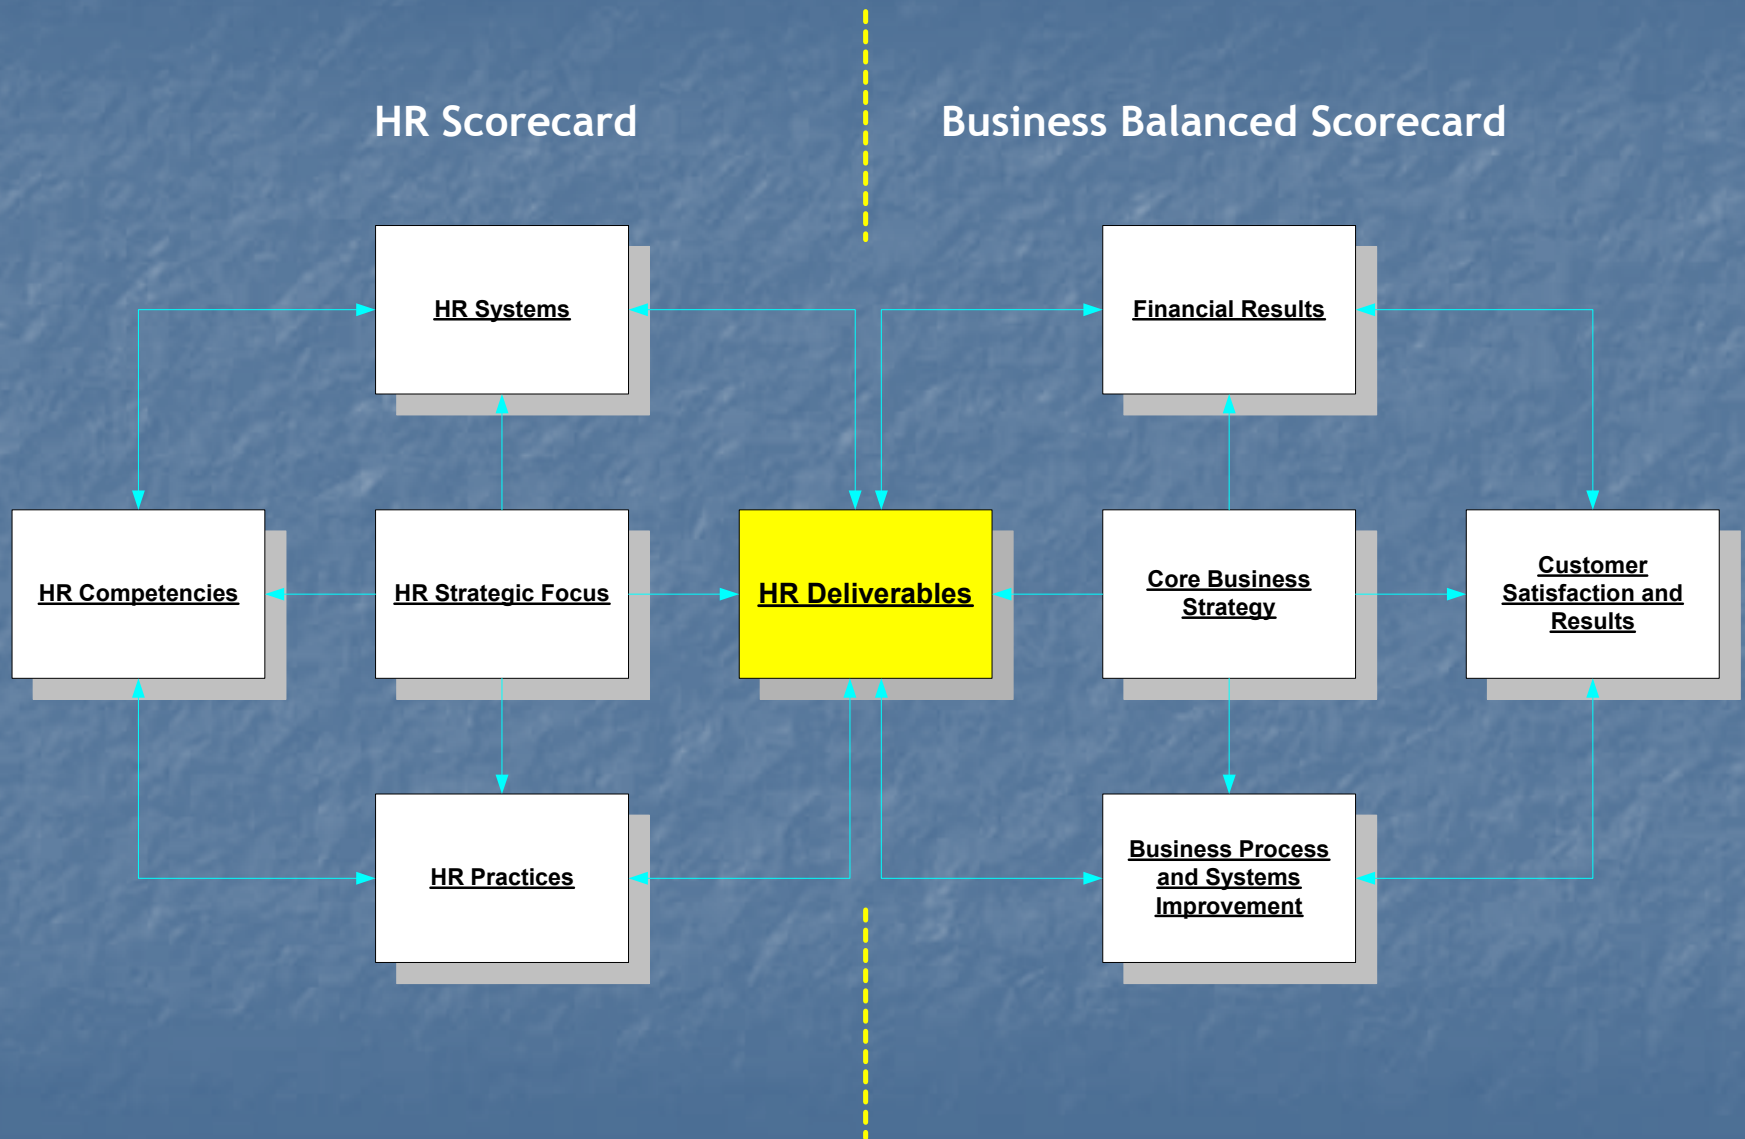 HR Scorecard
Business Balanced Scorecard
HR Systems
Financial Results
HR Competencies
HR Strategic Focus
HR Deliverables
Core Business
Strategy
Customer
Satisfaction and
Results
HR Practices
Business Process
and Systems
Improvement